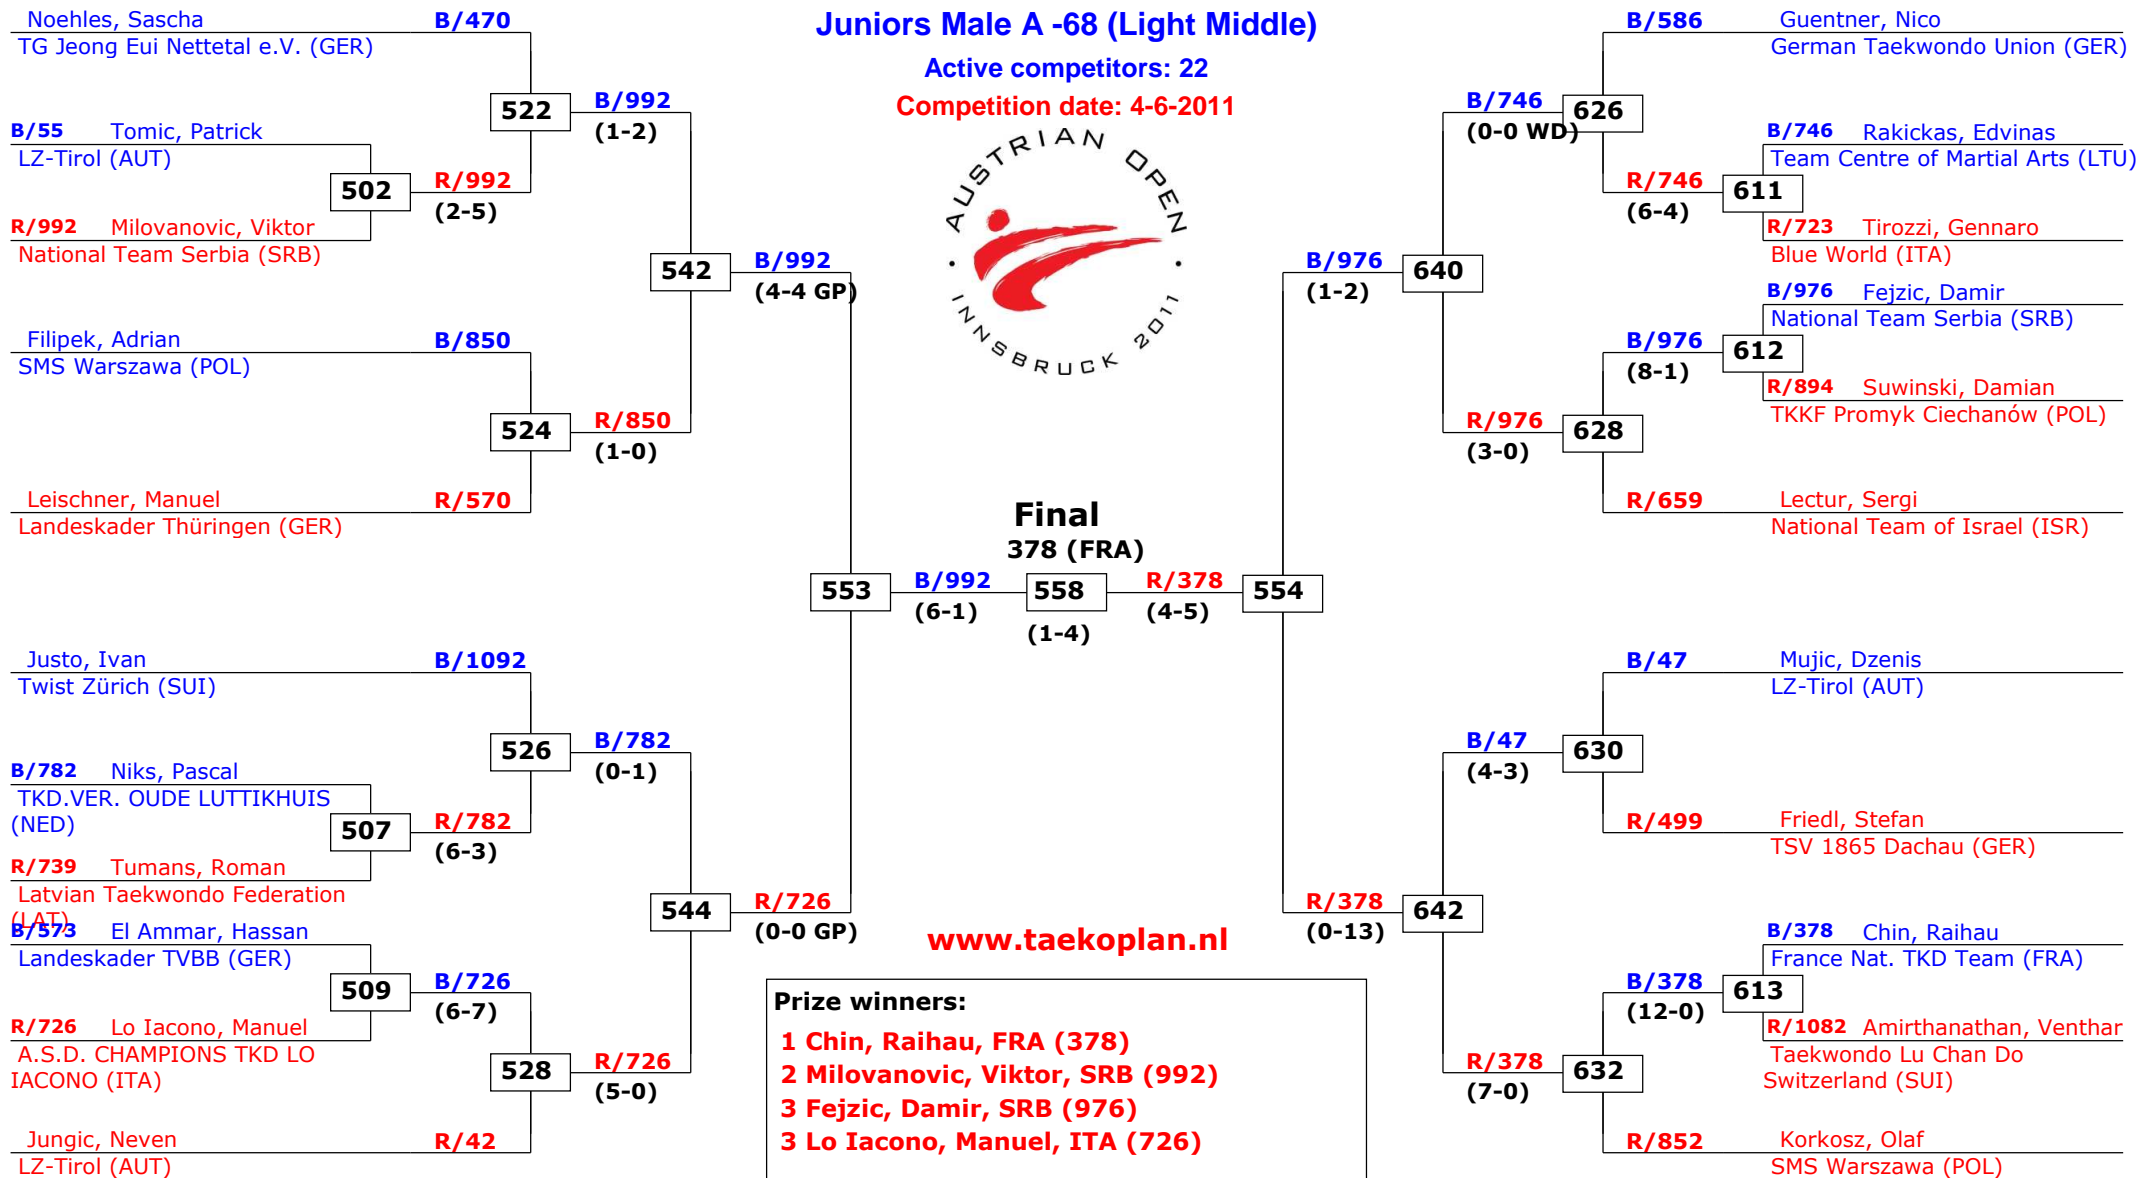 Juniors Male A -68 (Light Middle)
Active competitors: 22
Competition date: 4-6-2011
AUSTRIAN OPEN
INNSBRUCK 2011
Noehles, Sascha B/470
TG Jeong Eui Nettetal e.V. (GER)
522
B/992
(1-2)
B/55 Tomic, Patrick
LZ-Tirol (AUT)
502
R/992
(2-5)
R/992 Milovanovic, Viktor
National Team Serbia (SRB)
542
B/992
(4-4 GP)
Filipek, Adrian B/850
SMS Warszawa (POL)
524
R/850
(1-0)
Leischner, Manuel R/570
Landeskader Thüringen (GER)
553
B/992
(6-1)
Justo, Ivan B/1092
Twist Zürich (SUI)
526
B/782
(0-1)
B/782 Niks, Pascal
TKD.VER. OUDE LUTTIKHUIS
(NED)
507
R/782
(6-3)
R/739 Tumans, Roman
Latvian Taekwondo Federation
(LAT)
544
R/726
(0-0 GP)
B/573 El Ammar, Hassan
Landeskader TVBB (GER)
509
B/726
(6-7)
R/726 Lo Iacono, Manuel
A.S.D. CHAMPIONS TKD LO
IACONO (ITA)
528
R/726
(5-0)
Jungic, Neven R/42
LZ-Tirol (AUT)
Final
378 (FRA)
558
(1-4)
R/378
(4-5)
554
B/586 Guentner, Nico
German Taekwondo Union (GER)
B/746
(0-0 WD)
626
B/746 Rakickas, Edvinas
Team Centre of Martial Arts (LTU)
R/746
(6-4)
611
R/723 Tirozzi, Gennaro
Blue World (ITA)
B/976
(1-2)
640
B/976 Fejzic, Damir
National Team Serbia (SRB)
B/976
(8-1)
612
R/894 Suwinski, Damian
TKKF Promyk Ciechanów (POL)
R/976
(3-0)
628
R/659 Lectur, Sergi
National Team of Israel (ISR)
B/47 Mujic, Dzenis
LZ-Tirol (AUT)
B/47
(4-3)
630
R/499 Friedl, Stefan
TSV 1865 Dachau (GER)
R/378
(0-13)
642
B/378 Chin, Raihau
France Nat. TKD Team (FRA)
B/378
(12-0)
613
R/1082 Amirthanathan, Venthar
Taekwondo Lu Chan Do
Switzerland (SUI)
R/378
(7-0)
632
R/852 Korkosz, Olaf
SMS Warszawa (POL)
www.taekoplan.nl
Prize winners:
1 Chin, Raihau, FRA (378)
2 Milovanovic, Viktor, SRB (992)
3 Fejzic, Damir, SRB (976)
3 Lo Iacono, Manuel, ITA (726)